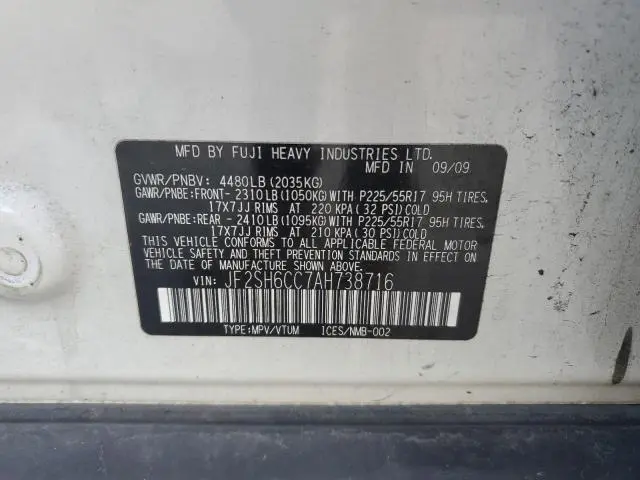 MFD BY FUJI HEAVY INDUSTRIES LTD.
MFD IN 09/09
GVWR/PNBV: 4480LB (2035KG)
GAWR/PNBE:FRONT-2310LB(1050KG)WITH P225/55R17 95H TIRES,
17X7JJ RIMS AT 220 KPA(32 PSI)COLD
GAWR/PNBE:REAR -2410LB(1095KG)WITH P225/55R17 95H TIRES,
17X7JJ RIMS AT 210 KPA(30 PSI)COLD
THIS VEHICLE CONFORMS TO ALL APPLICABLE FEDERAL MOTOR
VEHICLE SAFETY AND THEFT PREVENTION STANDARDS IN EFFECT
ON THE DATE OF MANUFACTURE SHOWN ABOVE.
VIN: JF2SH6CC7AH738716
TYPE:MPV/VTUM ICES/NMB-002